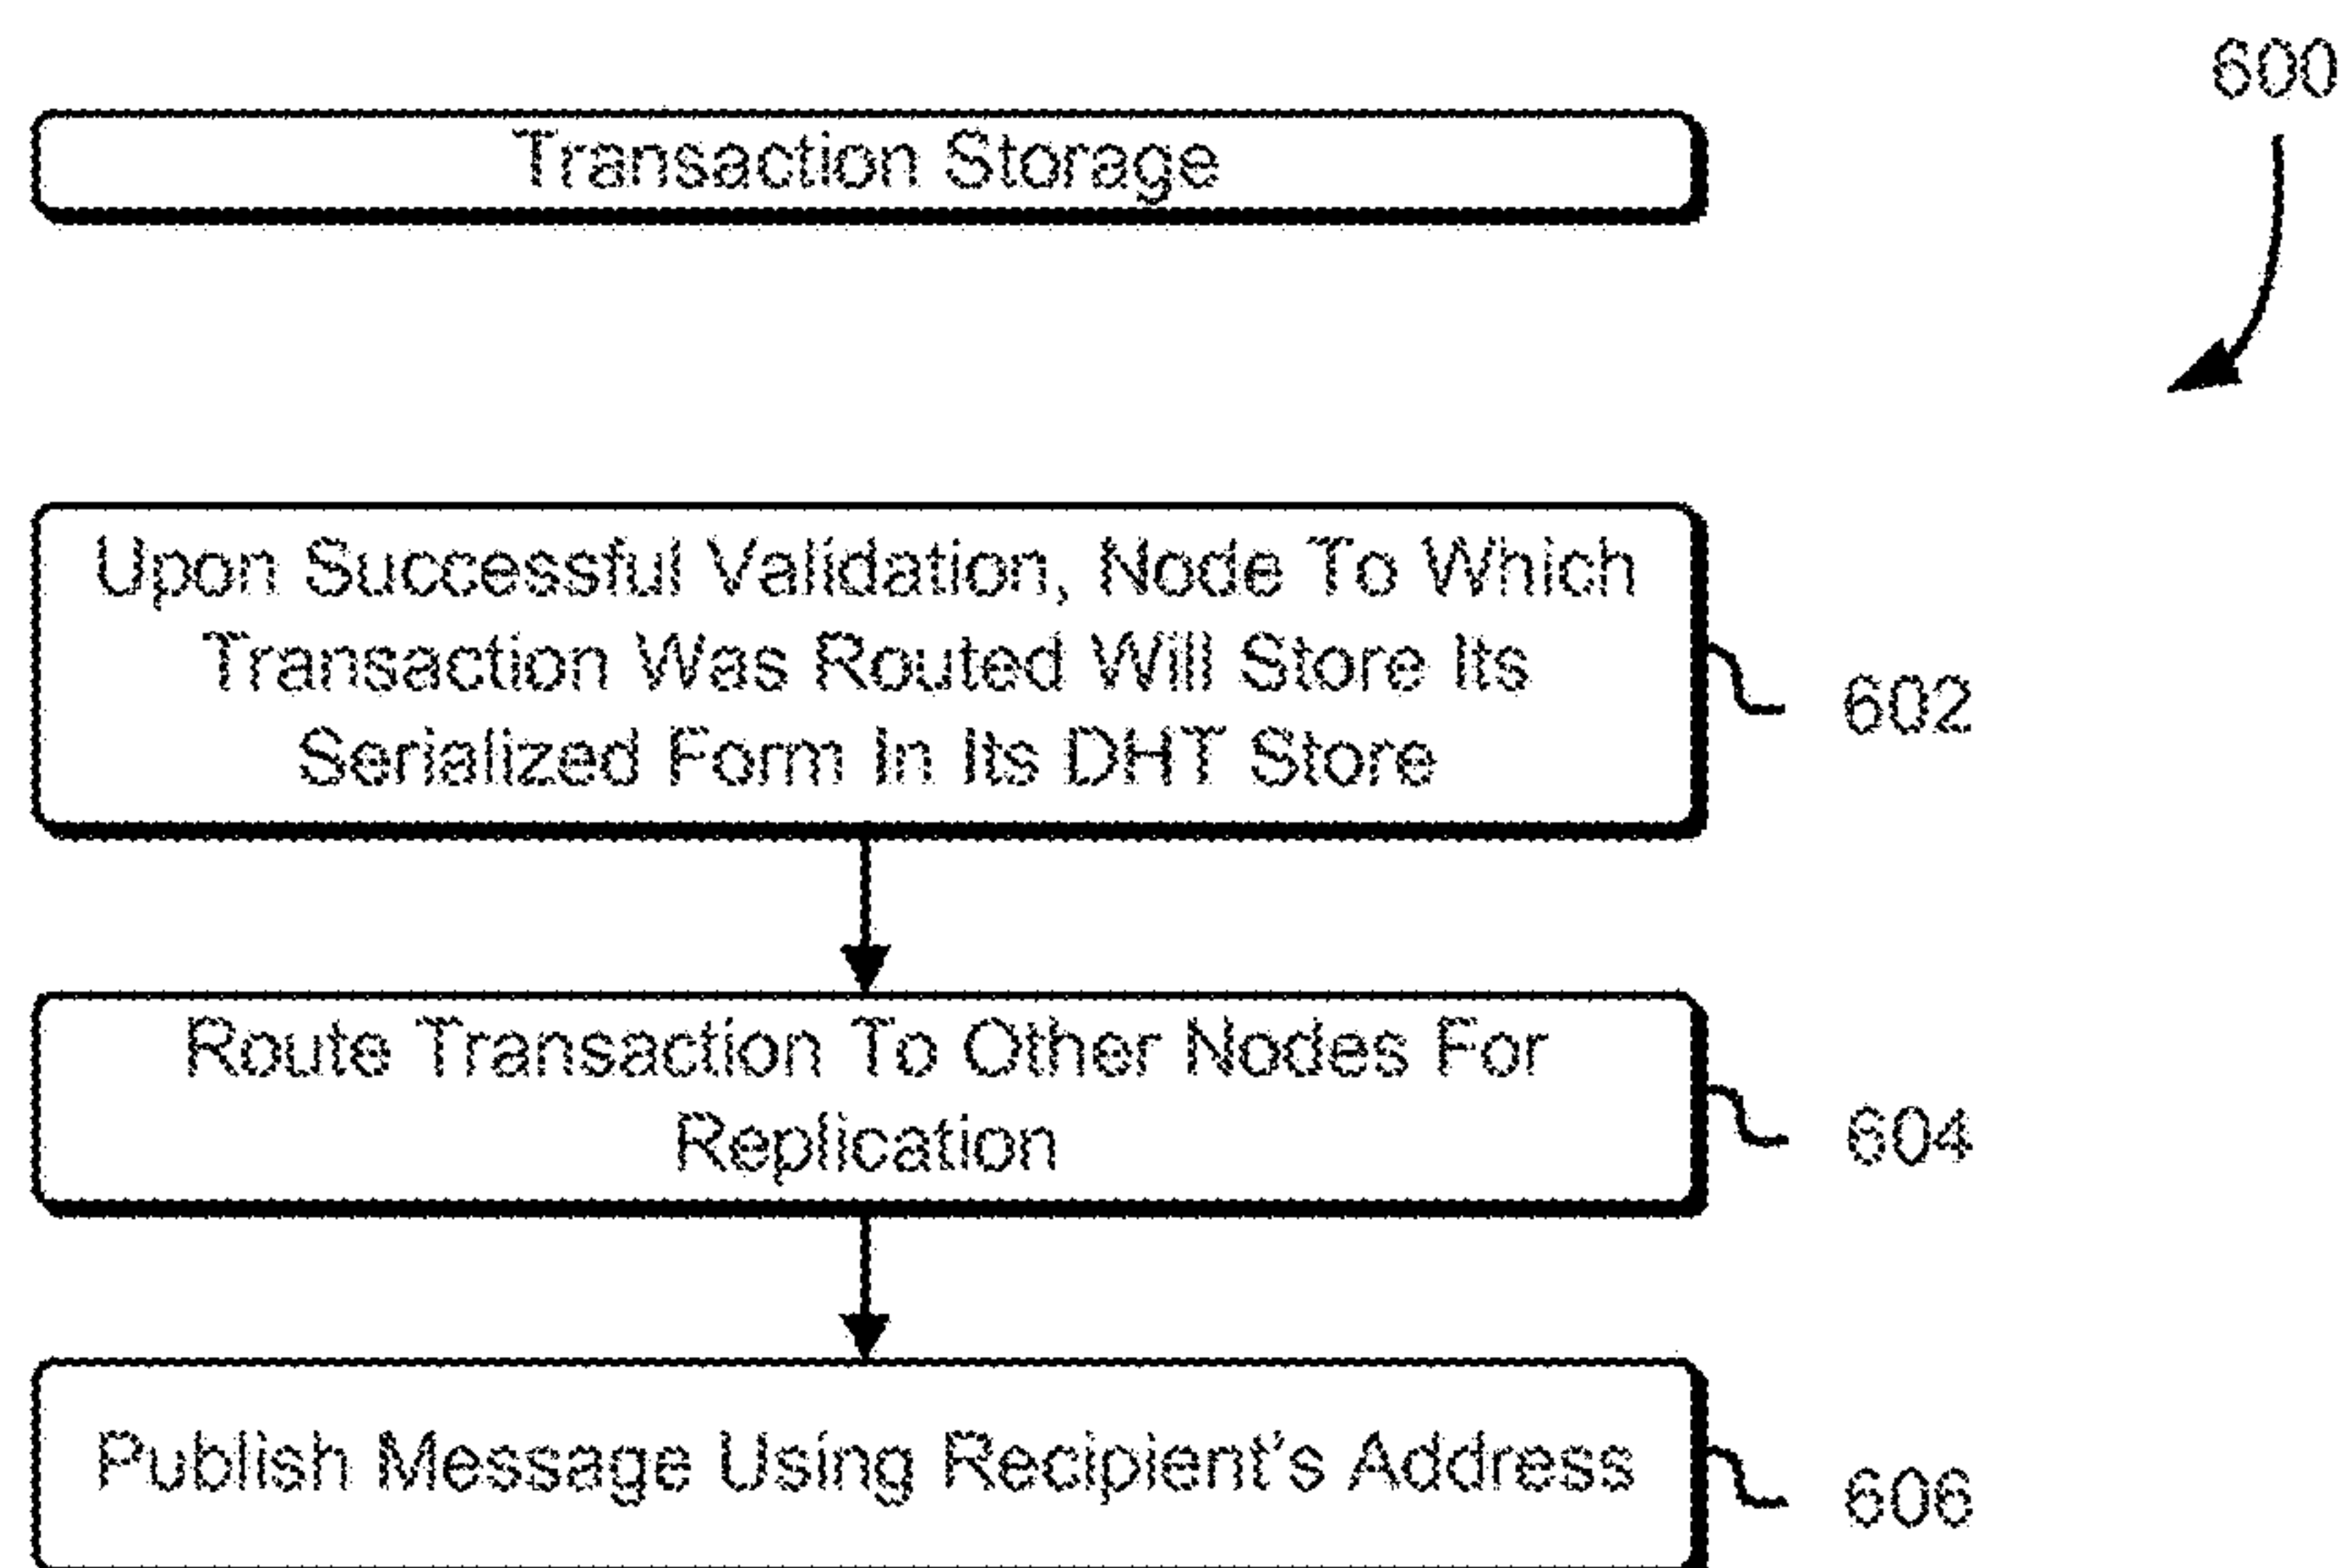 600
Transaction Storage
Upon Successful Validation, Node To Which
Transaction Was Routed Will Store Its
Serialized Form In Its DHT Store
602
Route Transaction To Other Nodes For
Replication
604
Publish Message Using Recipient's Address
606